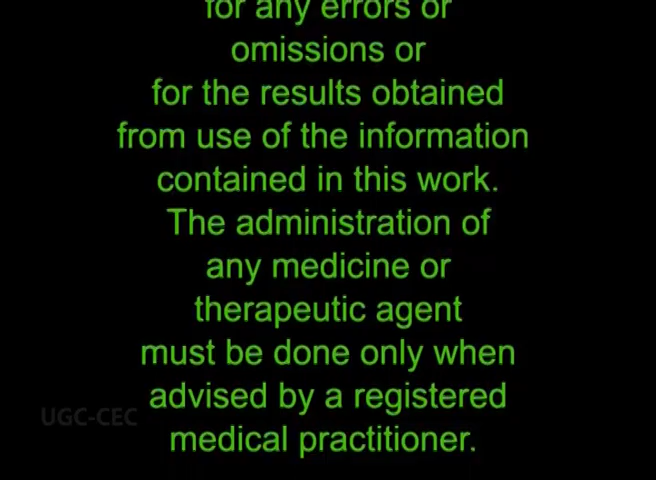 for any errors or
omissions or
for the results obtained
from use of the information
contained in this work.
The administration of
any medicine or
therapeutic agent
must be done only when
advised by a registered
medical practitioner.
UGC-CEC